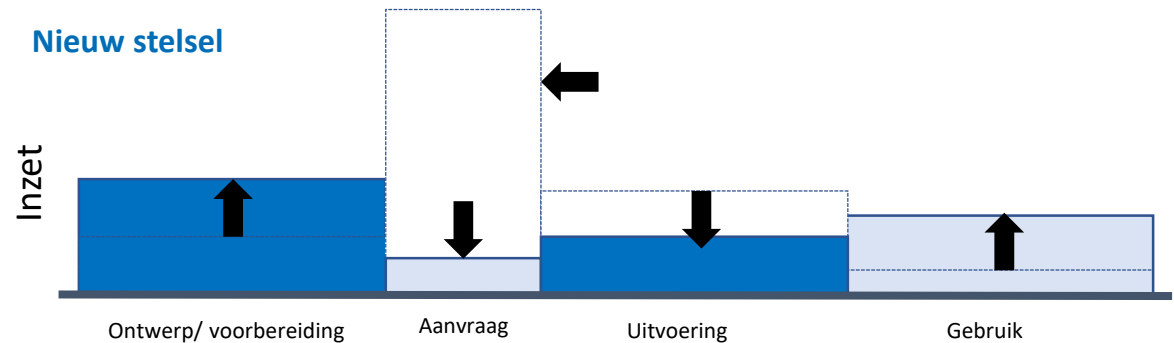 Nieuw stelsel
Inzet
Ontwerp/ voorbereiding
Aanvraag
Uitvoering
Gebruik